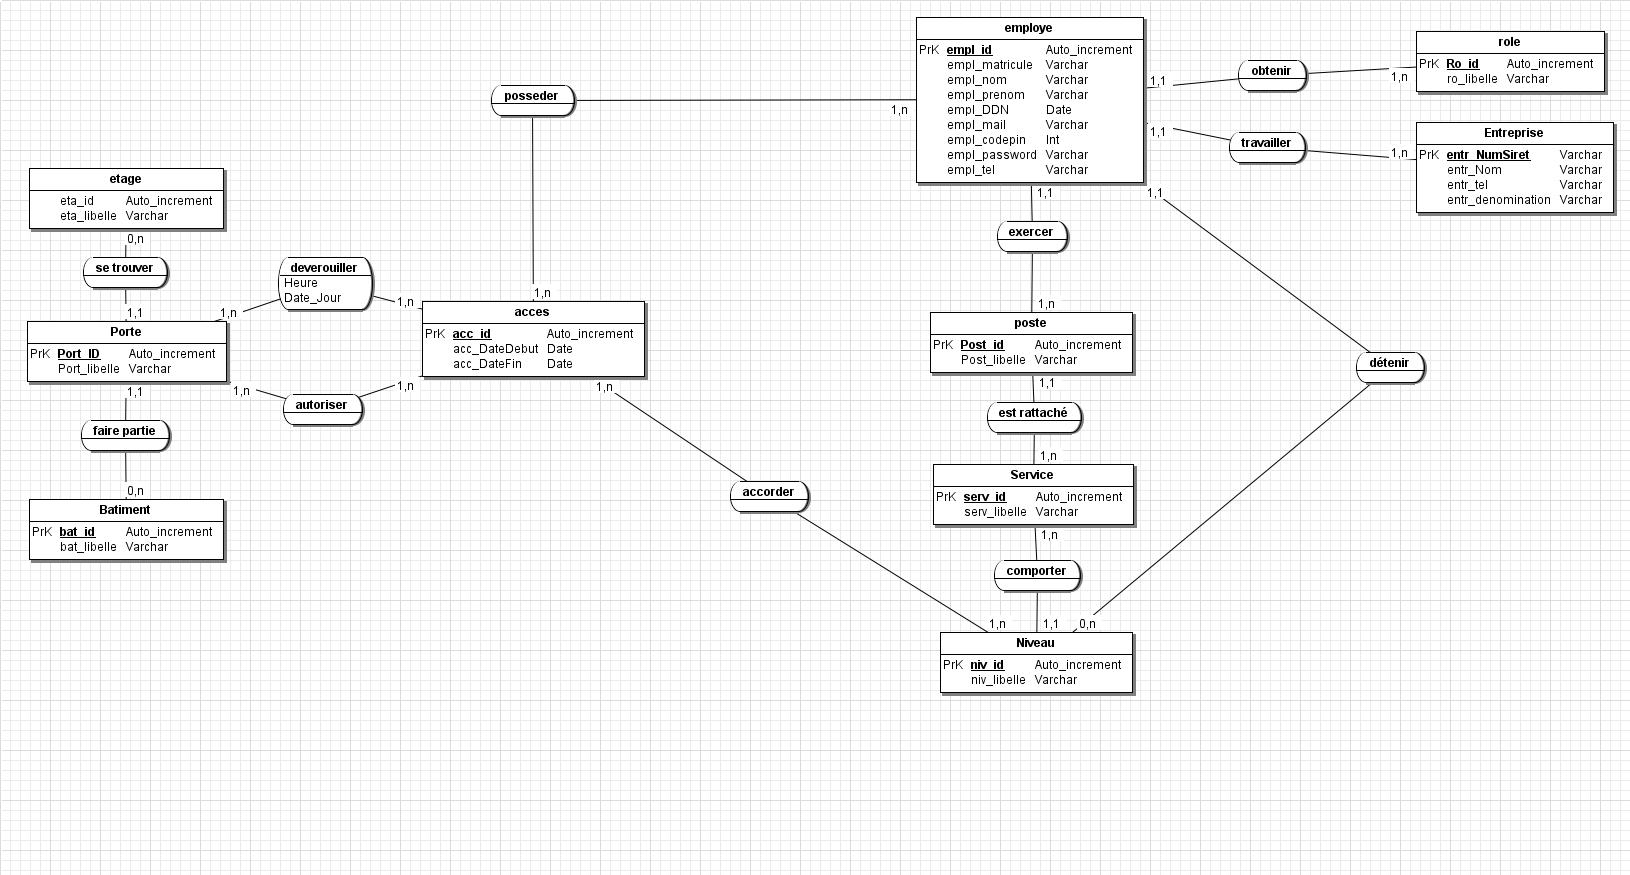 employe
PrK empl_id Auto_increment
empl_matricule Varchar
empl_nom Varchar
empl_prenom Varchar
empl_DDN Date
empl_mail Varchar
empl_codepin Int
empl_password Varchar
empl_tel Varchar
role
PrK Ro_id Auto_increment
ro_libelle Varchar
obtenir
1,1
1,n
posseder
1,n
1,n
travailler
1,1
1,n
Entreprise
PrK entr_NumSiret Varchar
entr_Nom Varchar
entr_tel Varchar
entr_denomination Varchar
etage
eta_id Auto_increment
eta_libelle Varchar
0,n
se trouver
1,1
deverouiller
Heure
Date_Jour
1,n
1,n
Porte
PrK Port_ID Auto_increment
Port_libelle Varchar
acces
PrK acc_id Auto_increment
acc_DateDebut Date
acc_DateFin Date
1,n
autoriser
1,n
1,1
faire partie
0,n
Batiment
PrK bat_id Auto_increment
bat_libelle Varchar
1,1
exercer
1,n
poste
PrK Post_id Auto_increment
Post_libelle Varchar
1,1
est rattaché
1,n
Service
PrK serv_id Auto_increment
serv_libelle Varchar
1,n
comporter
1,1
1,1
détenir
0,n
1,n
accorder
1,n
Niveau
PrK niv_id Auto_increment
niv_libelle Varchar